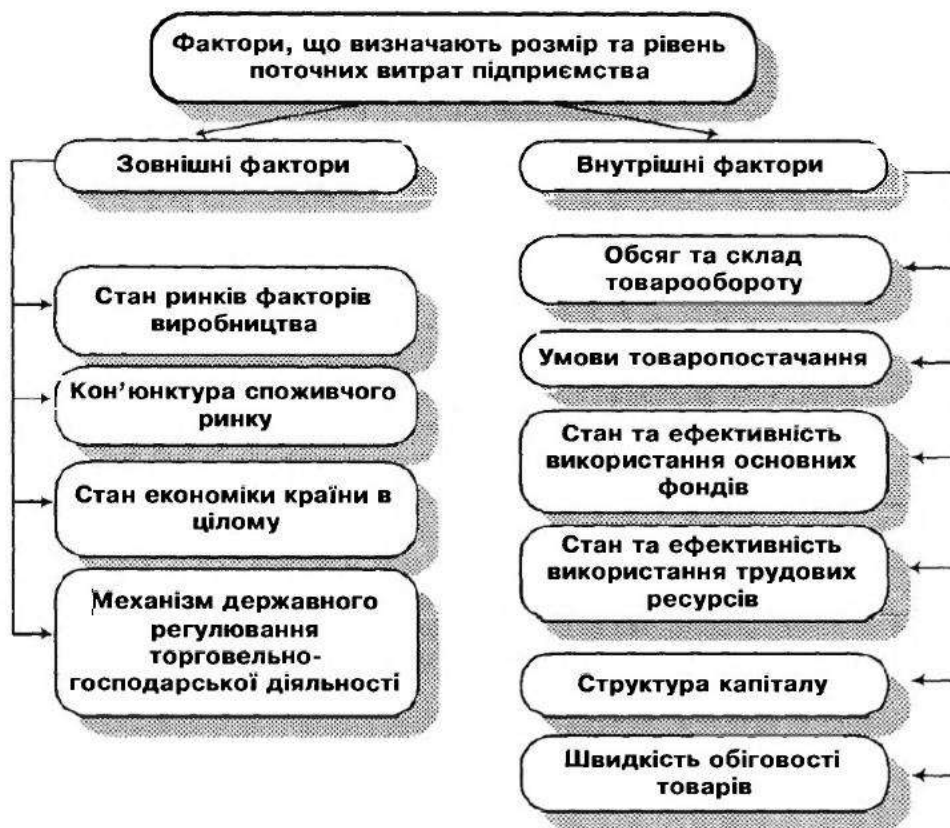 Фактори, що визначають розмір та рівень
поточних витрат підприємства
Зовнішні фактори
Стан ринків факторів
виробництва
Кон’юнктура споживчого
ринку
Стан економіки країни в
цілому
Механізм державного
регулювання
торговельно-
господарської діяльності
Внутрішні фактори
Обсяг та склад
товарообороту
Умови товаропостачання
Стан та ефективність
використання основних
фондів
Стан та ефективність
використання трудових
ресурсів
Структура капіталу
Швидкість обіговості
товарів